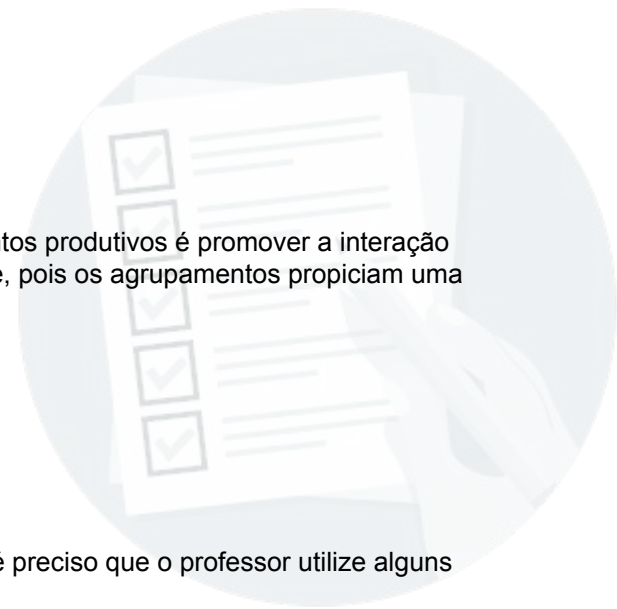 tos produtivos é promover a interação
, pois os agrupamentos propiciam uma
é preciso que o professor utilize alguns